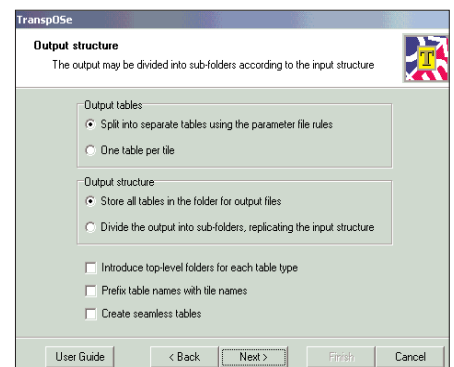 TranspOSe
Output structure
The output may be divided into sub-folders according to the input structure
T
Output tables
Split into separate tables using the parameter file rules
One table per tile
Output structure
Store all tables in the folder for output files
Divide the output into sub-folders, replicating the input structure
Introduce top-level folders for each table type
Prefix table names with tile names
Create seamless tables
User Guide < Back Next > Finish Cancel